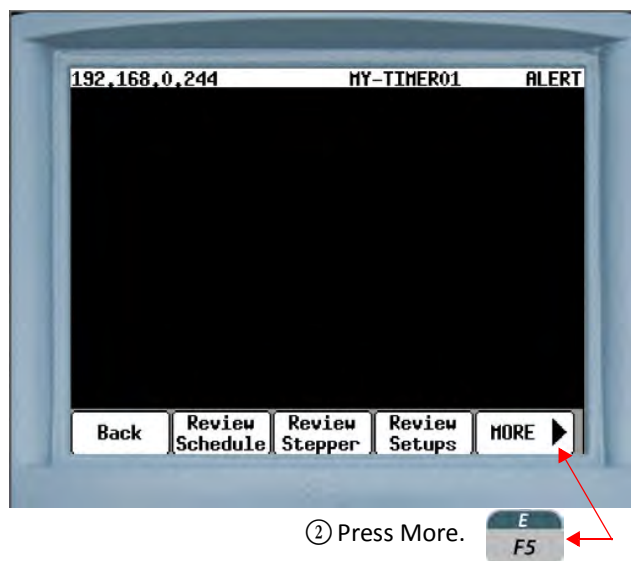 192.168.0.244 MY-TIMER01 ALERT
Back Review Schedule Review Stepper Review Setups MORE
② Press More.
E
F5